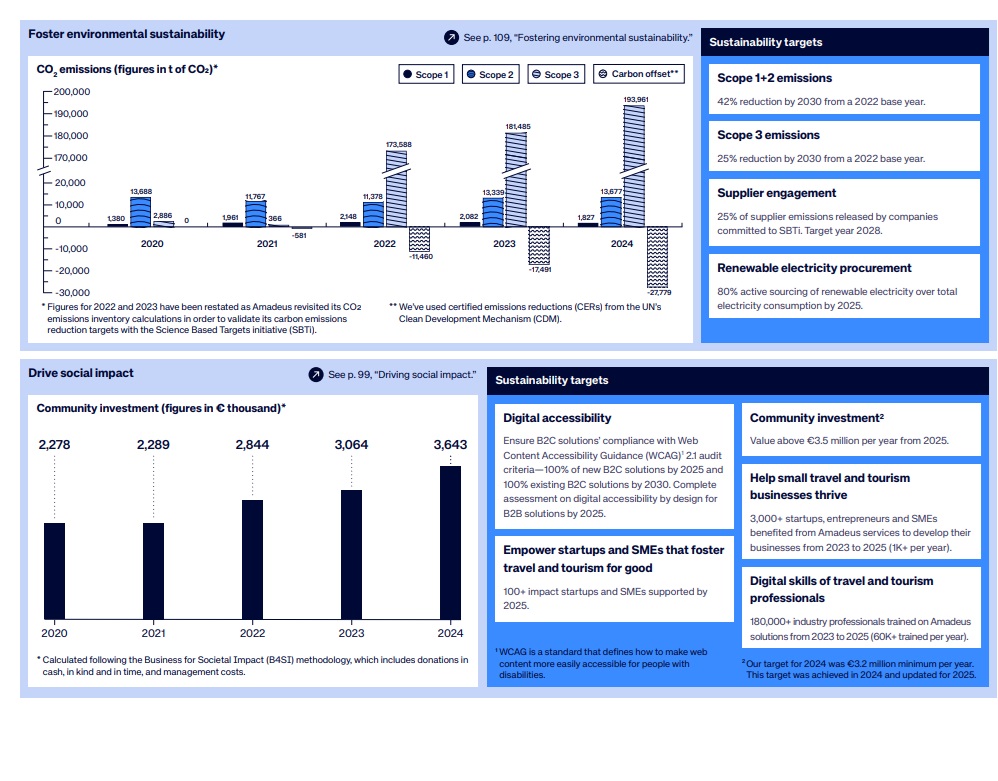 Foster environmental sustainability
See p. 109, “Fostering environmental sustainability.”
CO₂ emissions (figures in t of CO₂)*
Scope 1
Scope 2
Scope 3
Carbon offset**
200,000
190,000
180,000
170,000
20,000
10,000
0
-10,000
-20,000
-30,000
1,380
13,688
2,886
0
2020
1,961
11,767
366
-581
2021
2,148
11,378
173,588
-11,460
2022
2,082
13,339
181,485
-17,491
2023
1,827
13,677
193,961
-27,779
2024
* Figures for 2022 and 2023 have been restated as Amadeus revisited its CO₂
emissions inventory calculations in order to validate its carbon emissions
reduction targets with the Science Based Targets initiative (SBTi).
** We’ve used certified emissions reductions (CERs) from the UN’s
Clean Development Mechanism (CDM).
Sustainability targets
Scope 1+2 emissions
42% reduction by 2030 from a 2022 base year.
Scope 3 emissions
25% reduction by 2030 from a 2022 base year.
Supplier engagement
25% of supplier emissions released by companies
committed to SBTi. Target year 2028.
Renewable electricity procurement
80% active sourcing of renewable electricity over total
electricity consumption by 2025.
Drive social impact
See p. 99, “Driving social impact.”
Community investment (figures in € thousand)*
2,278
2,289
2,844
3,064
3,643
2020
2021
2022
2023
2024
* Calculated following the Business for Societal Impact (B4SI) methodology, which includes donations in
cash, in kind and in time, and management costs.
Sustainability targets
Digital accessibility
Ensure B2C solutions’ compliance with Web
Content Accessibility Guidance (WCAG)¹ 2.1 audit
criteria—100% of new B2C solutions by 2025 and
100% existing B2C solutions by 2030. Complete
assessment on digital accessibility by design for
B2B solutions by 2025.
Empower startups and SMEs that foster
travel and tourism for good
100+ impact startups and SMEs supported by
2025.
¹ WCAG is a standard that defines how to make web
content more easily accessible for people with
disabilities.
Community investment²
Value above €3.5 million per year from 2025.
Help small travel and tourism
businesses thrive
3,000+ startups, entrepreneurs and SMEs
benefited from Amadeus services to develop their
businesses from 2023 to 2025 (1K+ per year).
Digital skills of travel and tourism
professionals
180,000+ industry professionals trained on Amadeus
solutions from 2023 to 2025 (60K+ trained per year).
² Our target for 2024 was €3.2 million minimum per year.
This target was achieved in 2024 and updated for 2025.